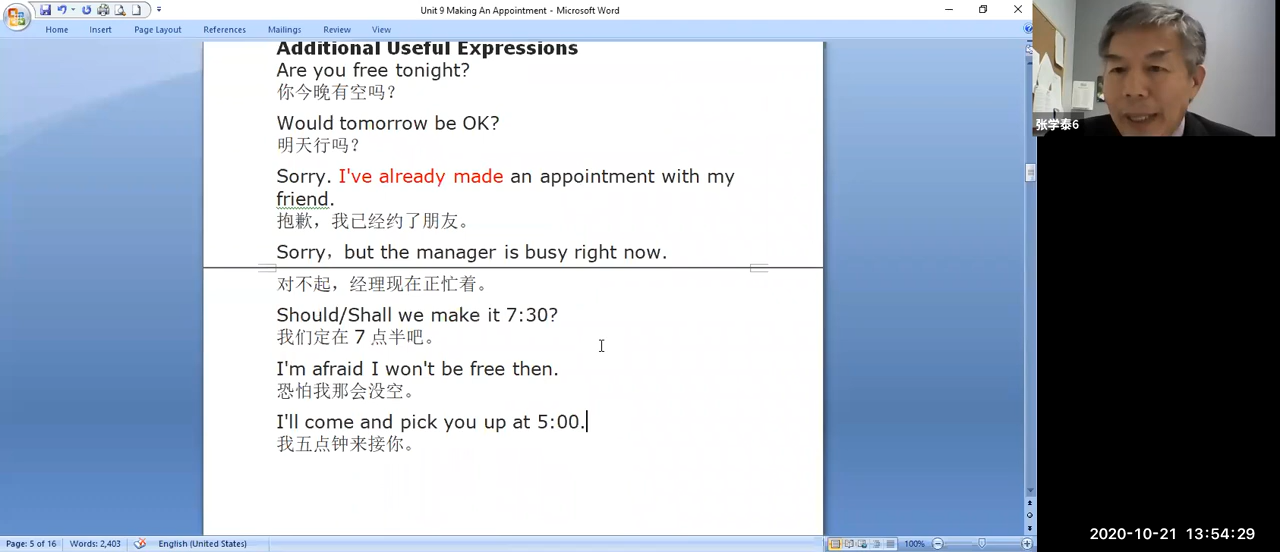 Unit 9 Making An Appointment - Microsoft Word
Home Insert Page Layout References Mailings Review View
Additional Useful Expressions
Are you free tonight?
你今晚有空吗？
Would tomorrow be OK?
明天行吗？
Sorry. I've already made an appointment with my
friend.
抱歉，我已经约了朋友。
Sorry，but the manager is busy right now.
对不起，经理现在正忙着。
Should/Shall we make it 7:30?
我们定在 7 点半吧。
I'm afraid I won't be free then.
恐怕我那会没空。
I'll come and pick you up at 5:00.
我五点钟来接你。
张学泰6
Page: 5 of 16 Words: 2,403 English (United States) 100%
2020-10-21 13:54:29